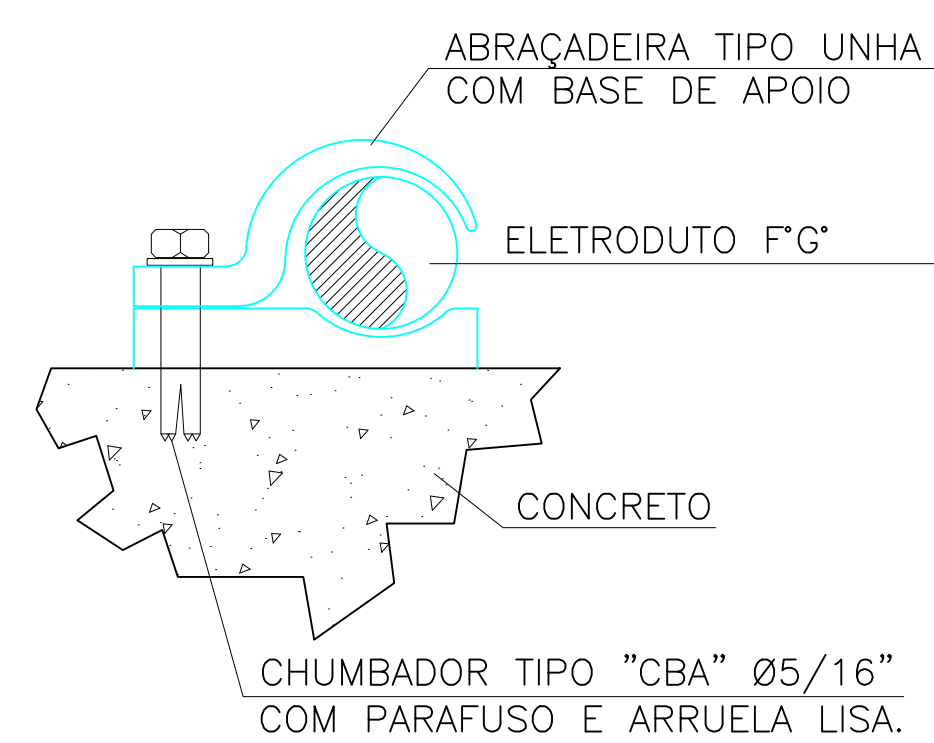 ABRAÇADEIRA TIPO UNHA
COM BASE DE APOIO
ELETRODUTO F°G°
CONCRETO
CHUMBADOR TIPO ”CBA” Ø5/16”
COM PARAFUSO E ARRUELA LISA.